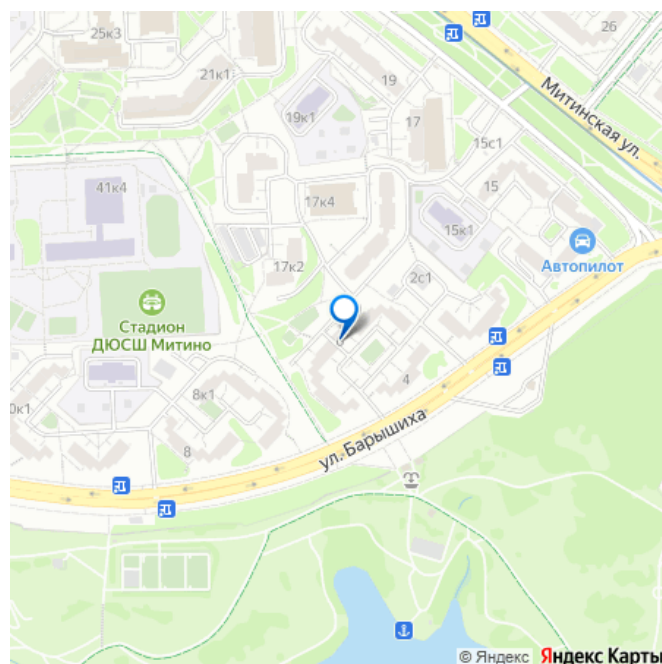 25к3
26
21к1
19
Митинская ул.
19к1
17
15с1
41к4
17к4
15
15к1
17к2
Автопилот
2с1
Стадион
ДЮСШ Митино
8к1
4
0к1
ул. Барышиха
8
© Яндекс Яндекс Карты